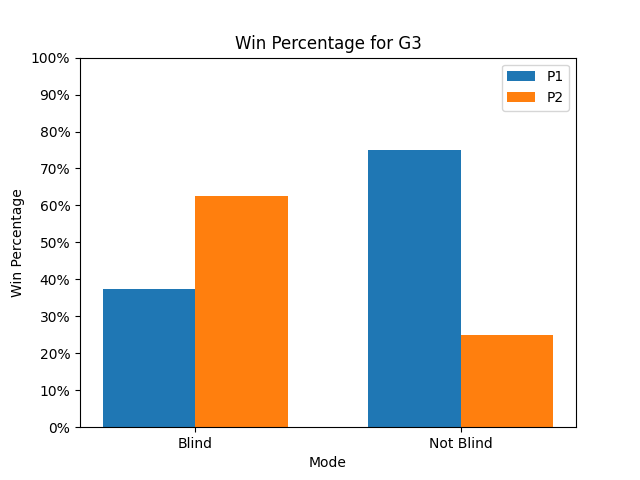 Win Percentage for G3
100%
90%
80%
70%
60%
50%
40%
30%
20%
10%
0%
Win Percentage
P1
P2
Blind
Not Blind
Mode